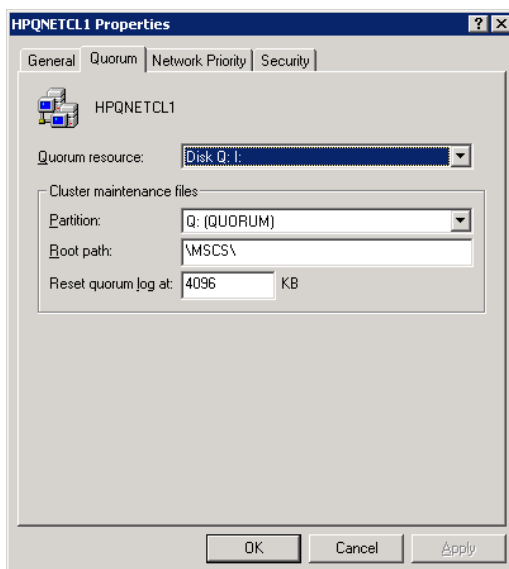 HPQNETCL1 Properties
General Quorum Network Priority Security
HPQNETCL1
Quorum resource: Disk Q: I:
Cluster maintenance files
Partition: Q: (QUORUM)
Root path: \MSCS\
Reset quorum log at: 4096 KB
OK Cancel Apply